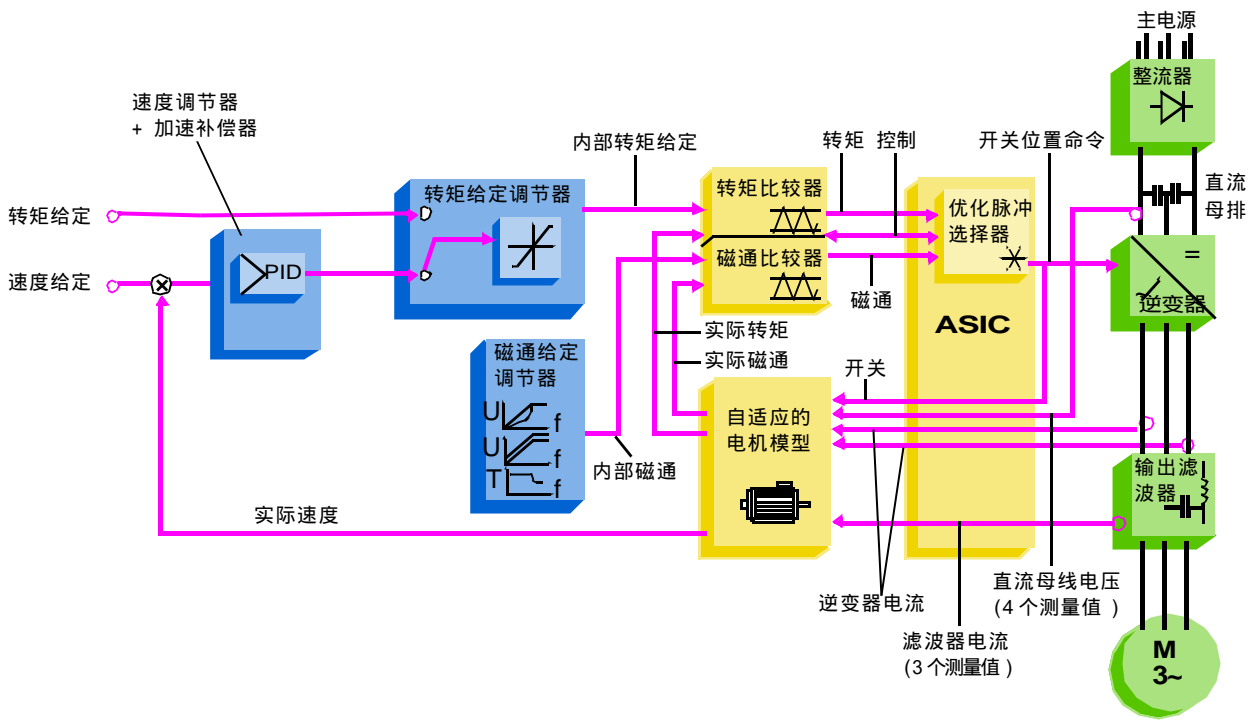 主电源
整流器
速度调节器
+ 加速补偿器
内部转矩给定
转矩 控制
开关位置命令
直流
母排
转矩给定
转矩给定调节器
转矩比较器
优化脉冲
选择器
速度给定
PID
磁通比较器
磁通
ASIC
=
~
逆变器
实际转矩
实际磁通
磁通给定
调节器
U
f
U
f
T
f
内部磁通
开关
自适应的
电机模型
输出滤
波器
实际速度
逆变器电流
直流母线电压
(4个测量值 )
滤波器电流
(3个测量值)
M
3~